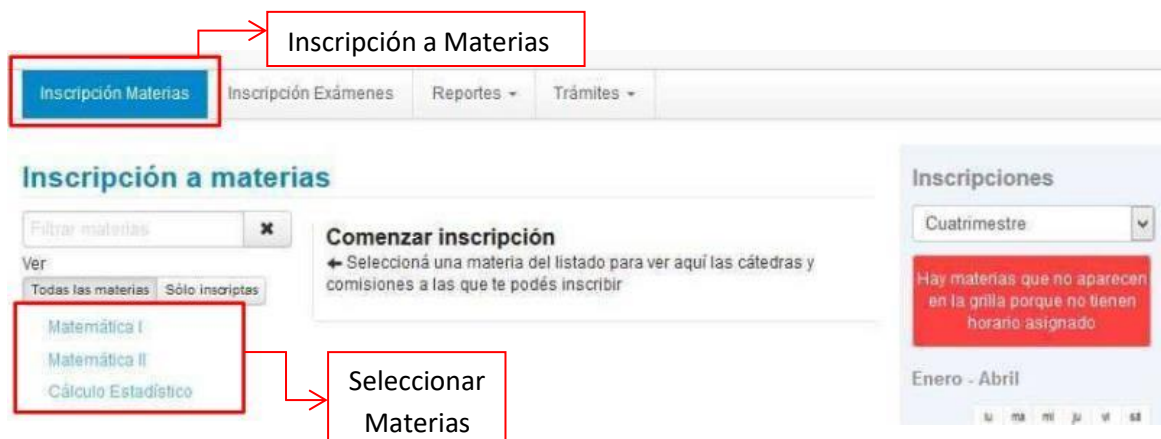 Inscripción a Materias
Inscripción Materias
Inscripción Exámenes
Reportes
Trámites
Inscripción a materias
Filtrar materias
Ver
Todas las materias
Sólo inscriptas
Matemática I
Matemática II
Cálculo Estadístico
Comenzar inscripción
Seleccioná una materia del listado para ver aquí las cátedras y
comisiones a las que te podés inscribir
Seleccionar
Materias
Inscripciones
Cuatrimestre
Hay materias que no aparecen
en la grilla porque no tienen
horario asignado
Enero - Abril
lu ma mi ju vi sá